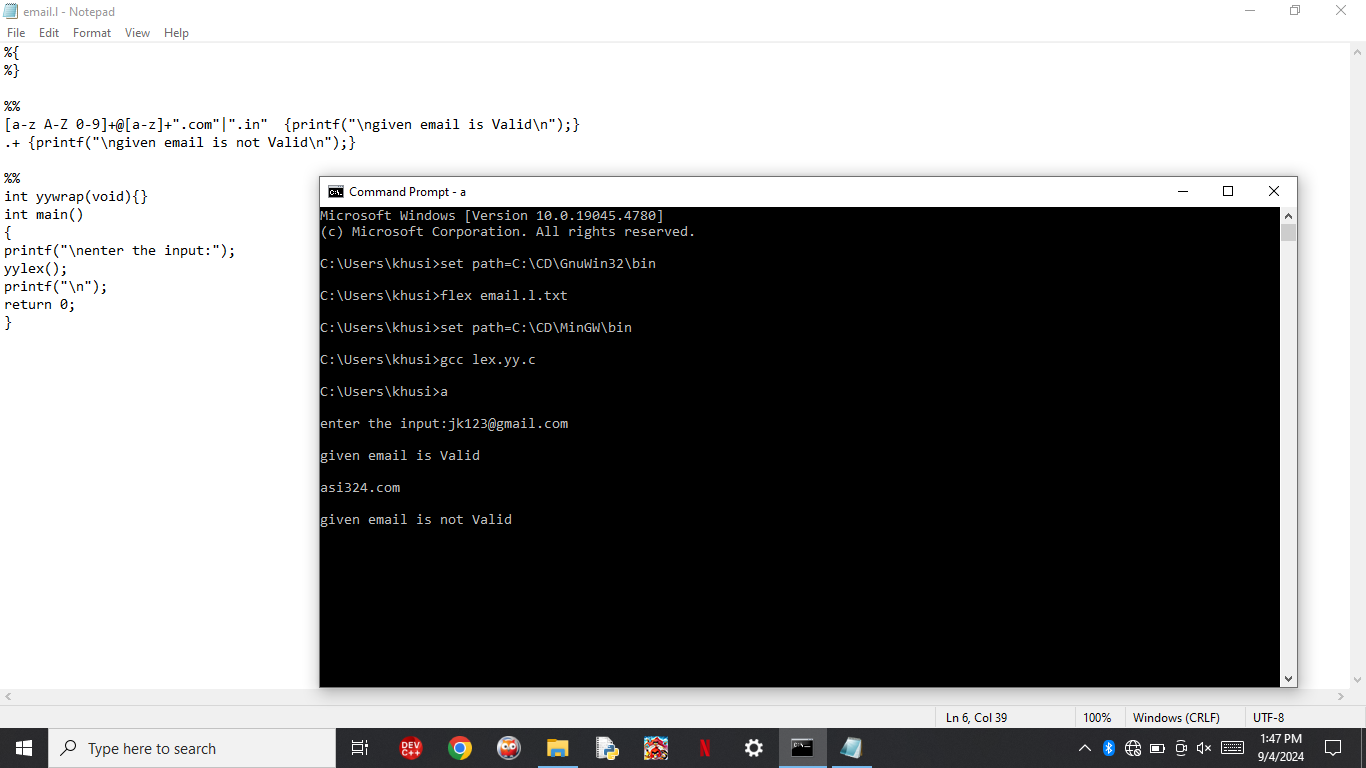 email.l - Notepad
File Edit Format View Help
%{
%}
%%
[a-z A-Z 0-9]+@[a-z]+".com"|".in"  {printf("\ngiven email is Valid\n");}
.+ {printf("\ngiven email is not Valid\n");}
%%
int yywrap(void){}
int main()
{
printf("\nenter the input:");
yylex();
printf("\n");
return 0;
}
Command Prompt - a
Microsoft Windows [Version 10.0.19045.4780]
(c) Microsoft Corporation. All rights reserved.
C:\Users\khusi>set path=C:\CD\GnuWin32\bin
C:\Users\khusi>flex email.l.txt
C:\Users\khusi>set path=C:\CD\MinGW\bin
C:\Users\khusi>gcc lex.yy.c
C:\Users\khusi>a
enter the input:jk123@gmail.com
given email is Valid
asi324.com
given email is not Valid
Ln 6, Col 39
100%
Windows (CRLF)
UTF-8
Type here to search
DEV
C++
N
1:47 PM
9/4/2024